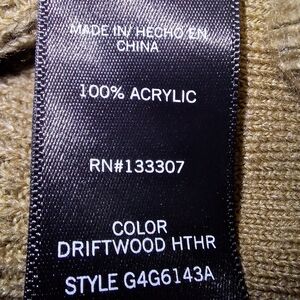 MADE IN/ HECHO EN
CHINA
100% ACRYLIC
RN#133307
COLOR
DRIFTWOOD HTHR
STYLE G4G6143A